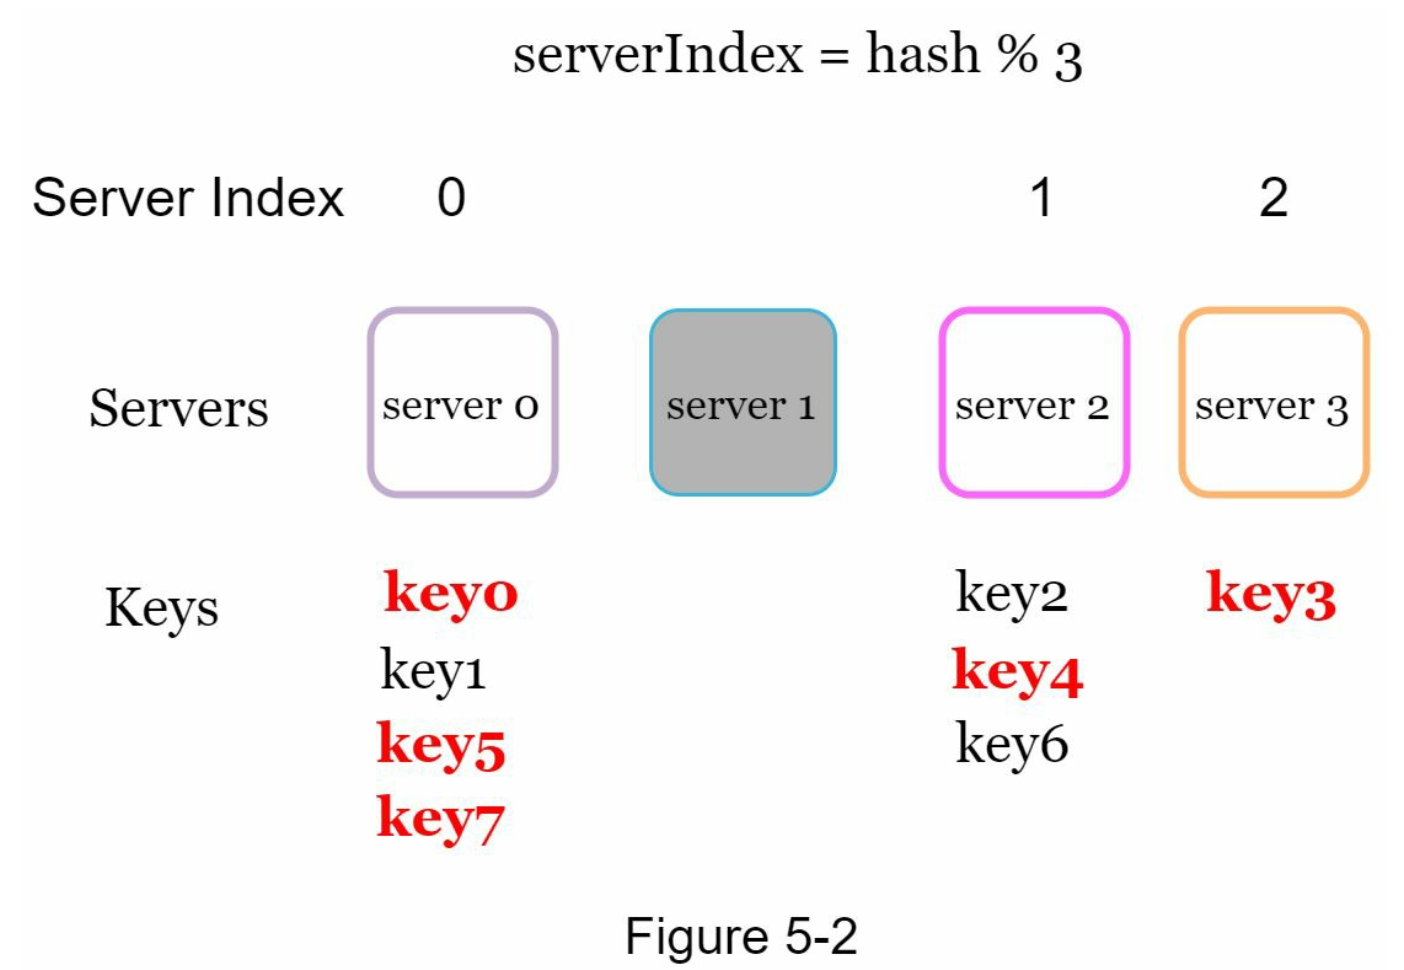 serverIndex = hash % 3
Server Index 0 1 2
Servers server 0 server 1 server 2 server 3
Keys key0 key2 key3
key1 key4
key5 key6
key7
Figure 5-2